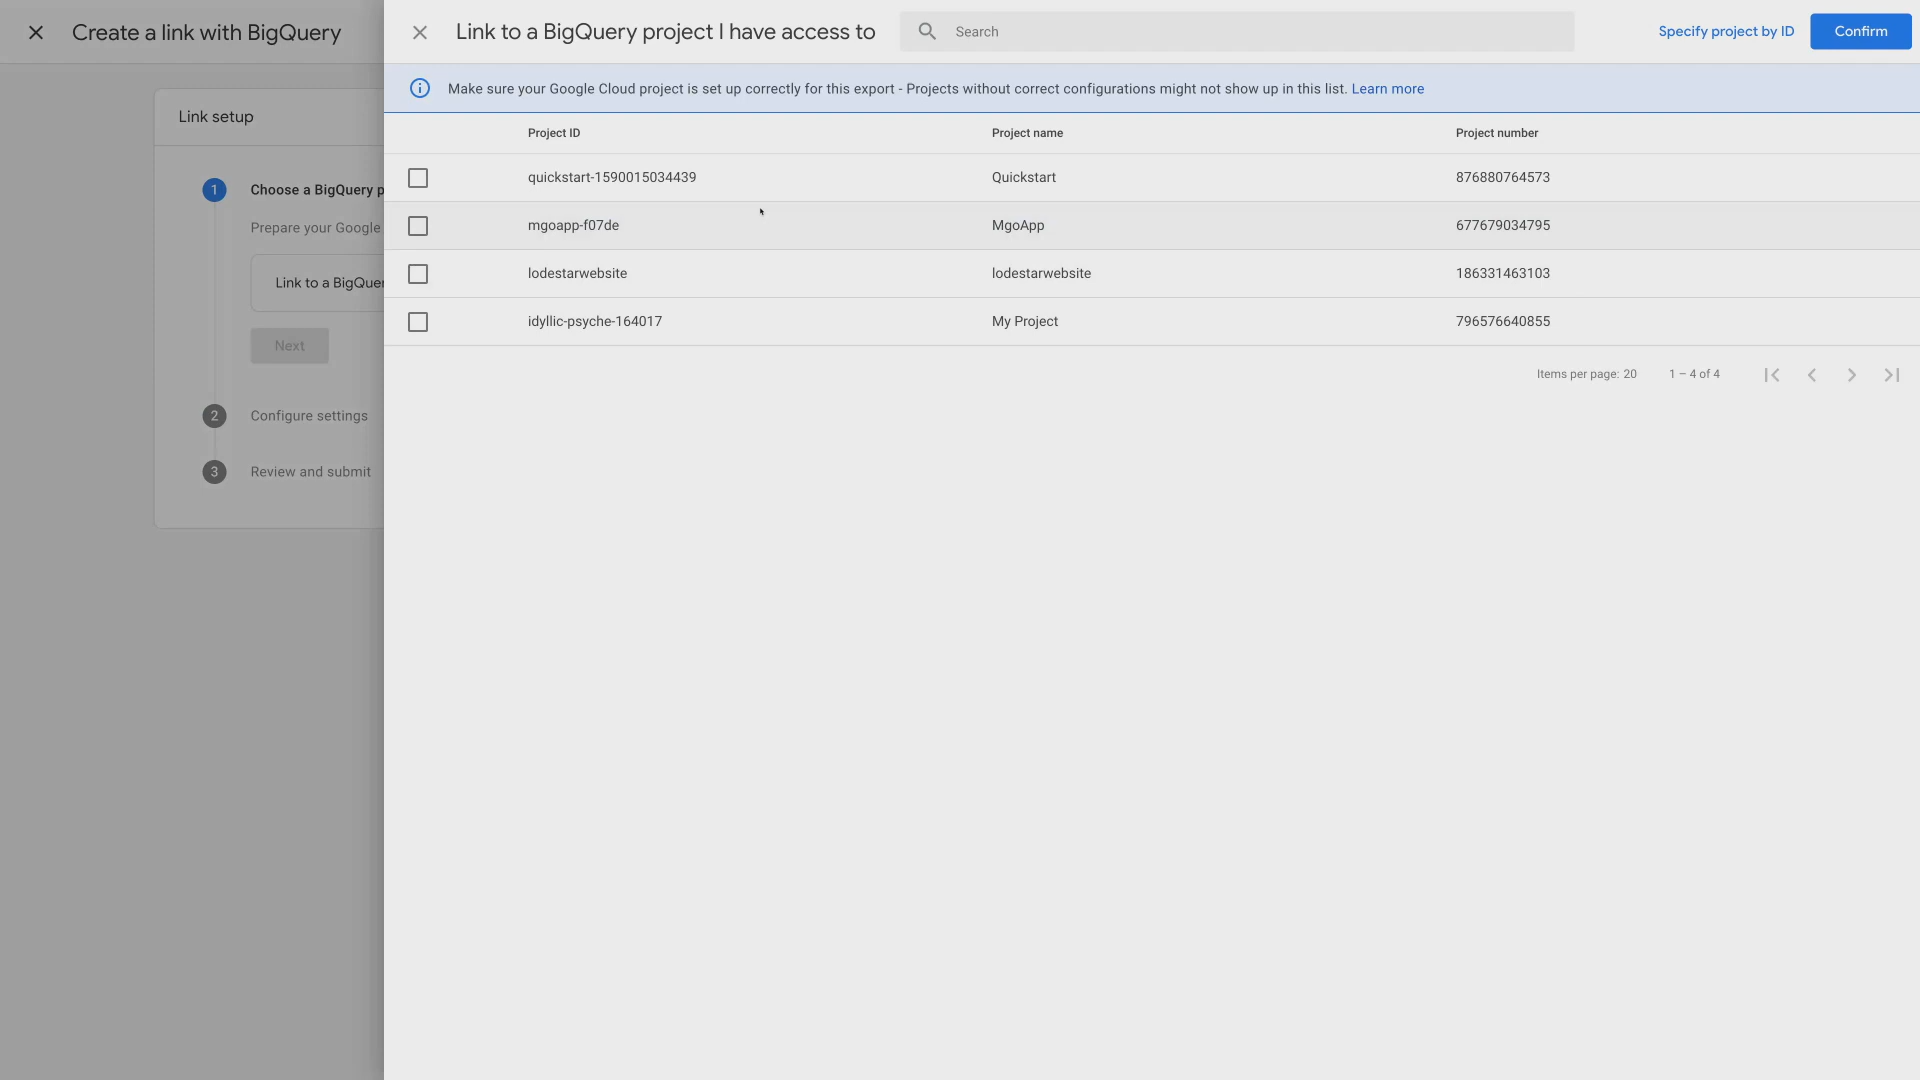 Create a link with BigQuery
Link to a BigQuery project I have access to
Search
Specify project by ID
Confirm
Make sure your Google Cloud project is set up correctly for this export - Projects without correct configurations might not show up in this list. Learn more
Link setup
1 Choose a BigQuery p
Prepare your Google
Link to a BigQuer
Next
2 Configure settings
3 Review and submit
Project ID Project name Project number
quickstart-1590015034439 Quickstart 876880764573
mgoapp-f07de MgoApp 677679034795
lodestarwebsite lodestarwebsite 186331463103
idyllic-psyche-164017 My Project 796576640855
Items per page: 20 1 – 4 of 4